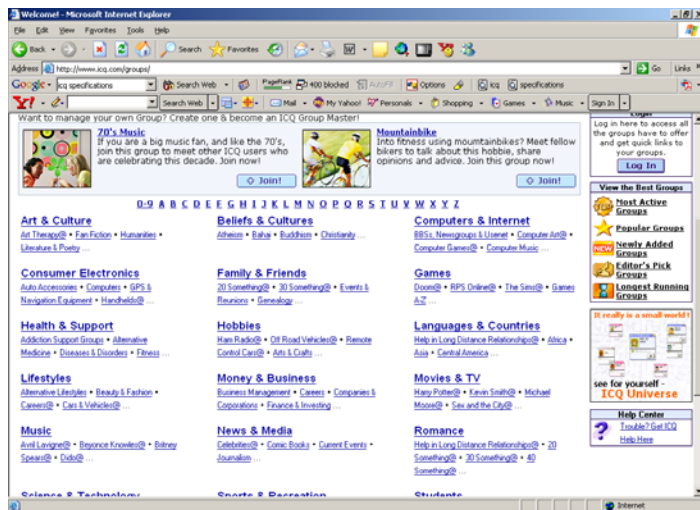 Welcome! - Microsoft Internet Explorer
File Edit View Favorites Tools Help
Back Search Favorites
Address http://www.icq.com/groups/ Go Links
Google icq specifications Search Web PageRank 1400 blocked AutoFill Options icq specifications
Y! Search Web Mail My Yahoo! Personals Shopping Games Music Sign In
Want to manage your own Group? Create one & become an ICQ Group Master!
70's Music
If you are a big music fan, and like the 70's, join this group to meet other ICQ users who are celebrating this decade. Join now!
Join!
Mountainbike
Into fitness using mountainbikes? Meet fellow bikers to talk about this hobbie, share opinions and advice. Join this group now!
Join!
0-9 A B C D E F G H I J K L M N O P Q R S T U V W X Y Z
Art & Culture
Art Therapy@ • Fan Fiction • Humanities •
Literature & Poetry ...
Beliefs & Cultures
Atheism • Bahai • Buddhism • Christianity ...
Computers & Internet
BBSs, Newsgroups & Usenet • Computer Art@ •
Computer Games@ • Computer Music ...
Consumer Electronics
Auto Accessories • Computers • GPS &
Navigation Equipment • Handhelds@ ...
Family & Friends
20 Something@ • 30 Something@ • Events &
Reunions • Genealogy ...
Games
Doom@ • RPS Online@ • The Sims@ • Games
A-Z ...
Health & Support
Addiction Support Groups • Alternative
Medicine • Diseases & Disorders • Fitness ...
Hobbies
Ham Radio@ • Off Road Vehicles@ • Remote
Control Cars@ • Arts & Crafts ...
Languages & Countries
Help in Long Distance Relationships@ • Africa •
Asia • Central America ...
Lifestyles
Alternative Lifestyles • Beauty & Fashion •
Careers@ • Cars & Vehicles@ ...
Money & Business
Business Management • Careers • Companies &
Corporations • Finance & Investing ...
Movies & TV
Harry Potter@ • Kevin Smith@ • Michael
Moore@ • Sex and the City@ ...
Music
Avril Lavigne@ • Beyonce Knowles@ • Britney
Spears@ • Dido@ ...
News & Media
Celebrities@ • Comic Books • Current Events •
Journalism ...
Romance
Help in Long Distance Relationships@ • 20
Something@ • 30 Something@ • 40
Something@ ...
Science & Technology
Sports & Recreation
Students
Login
Log in here to access all
the groups have to offer
and get quick links to
your groups.
Log In
View the Best Groups
Most Active
Groups
Popular Groups
NEW Newly Added
Groups
Editor's Pick
Groups
Longest Running
Groups
It really is a small world!
see for yourself -
ICQ Universe
Help Center
Trouble? Get ICQ
Help Here
Internet